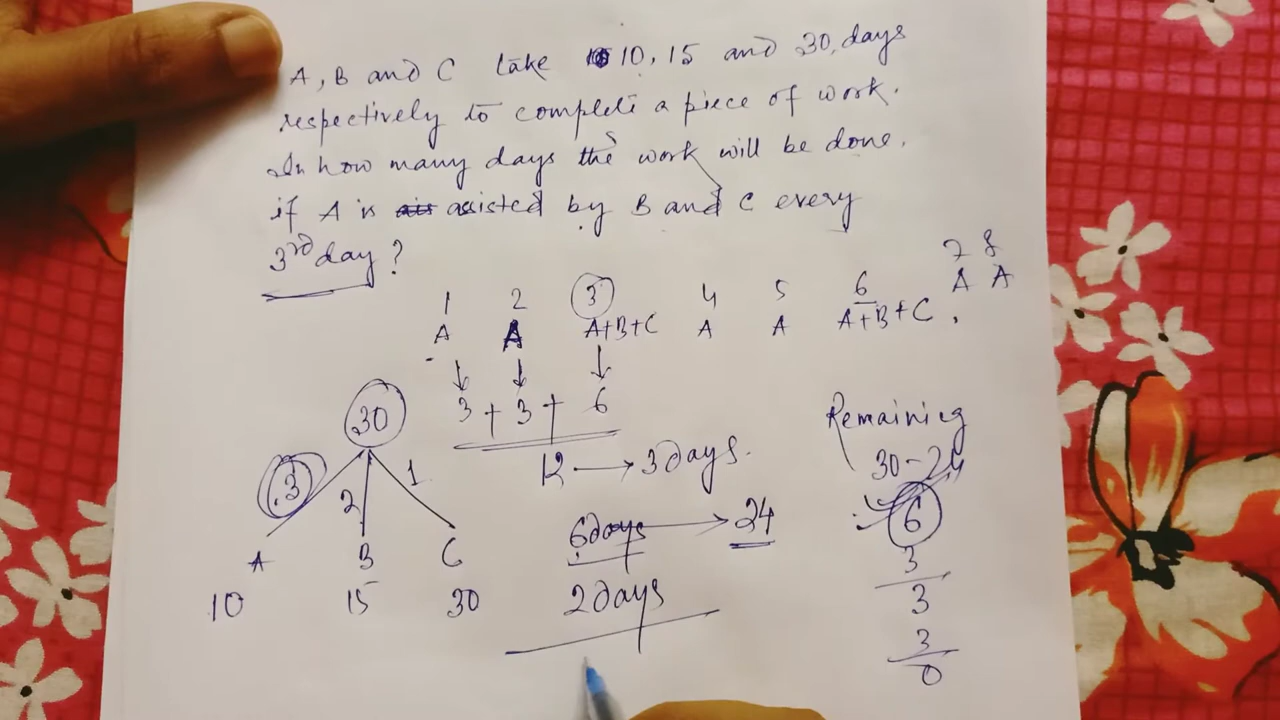 A, B and C take 10, 15 and 30, days
respectively to complete a piece of work.
In how many days the work will be done,
if A is assisted by B and C every
3rd day?
7 8
A A
1 2 3 4 5 6
A A A+B+C A A A+B+C
3 + 3 + 6
12 → 3 days.
30
3 2 1
A B C
10 15 30
6 days → 24
2 days
Remaining
30-24
6
3
3
3
0